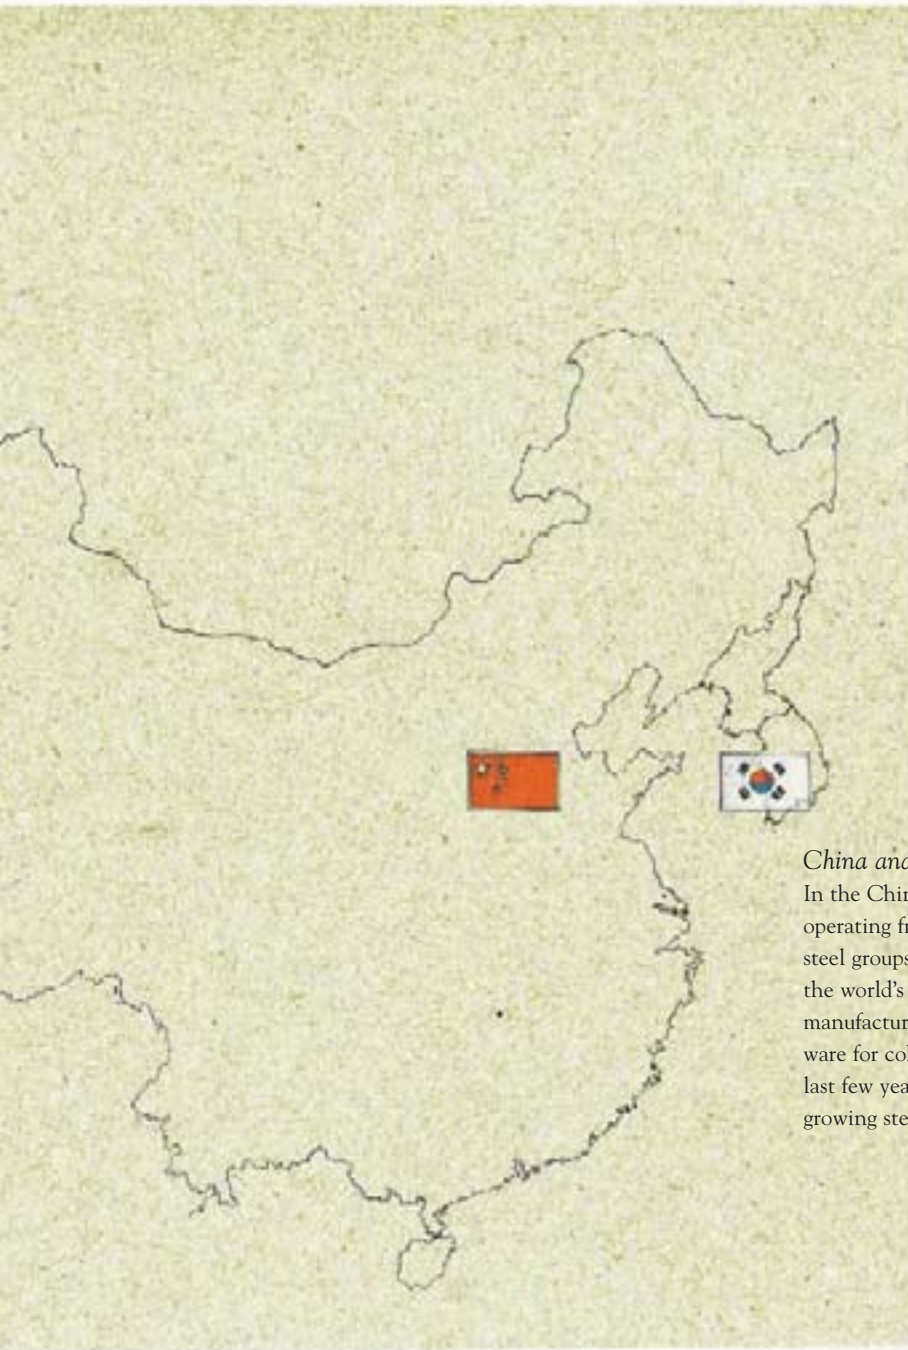 China and
In the Chin
operating fr
steel groups
the world's
manufactur
ware for col
last few yea
growing ste